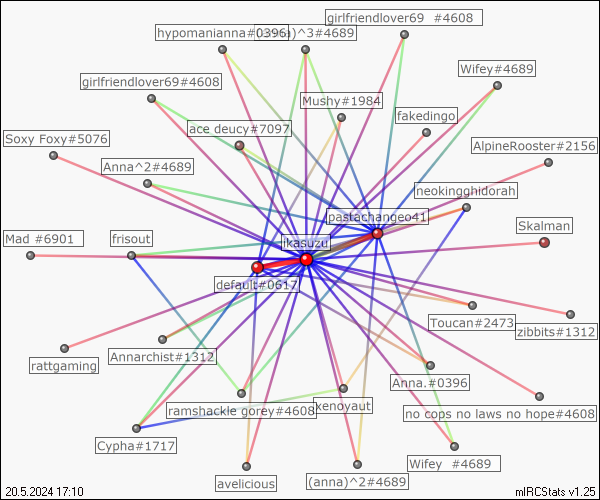 girlfriendlover69 #4608
hypomanianna#0396
)^3#4689
Wifey#4689
girlfriendlover69#4608
Mushy#1984
fakedingo
ace deucy#7097
Soxy Foxy#5076
AlpineRooster#2156
Anna^2#4689
neokingghidorah
pastachangeo41
Skalman
Mad #6901
frisout
ikasuzu
default#0617
Toucan#2473
zibbits#1312
Annarchist#1312
rattgaming
Anna.#0396
ramshackle gorey#4608
xenoyaut
no cops no laws no hope#4608
Cypha#1717
Wifey #4689
avelicious
(anna)^2#4689
20.5.2024 17:10
mIRCStats v1.25